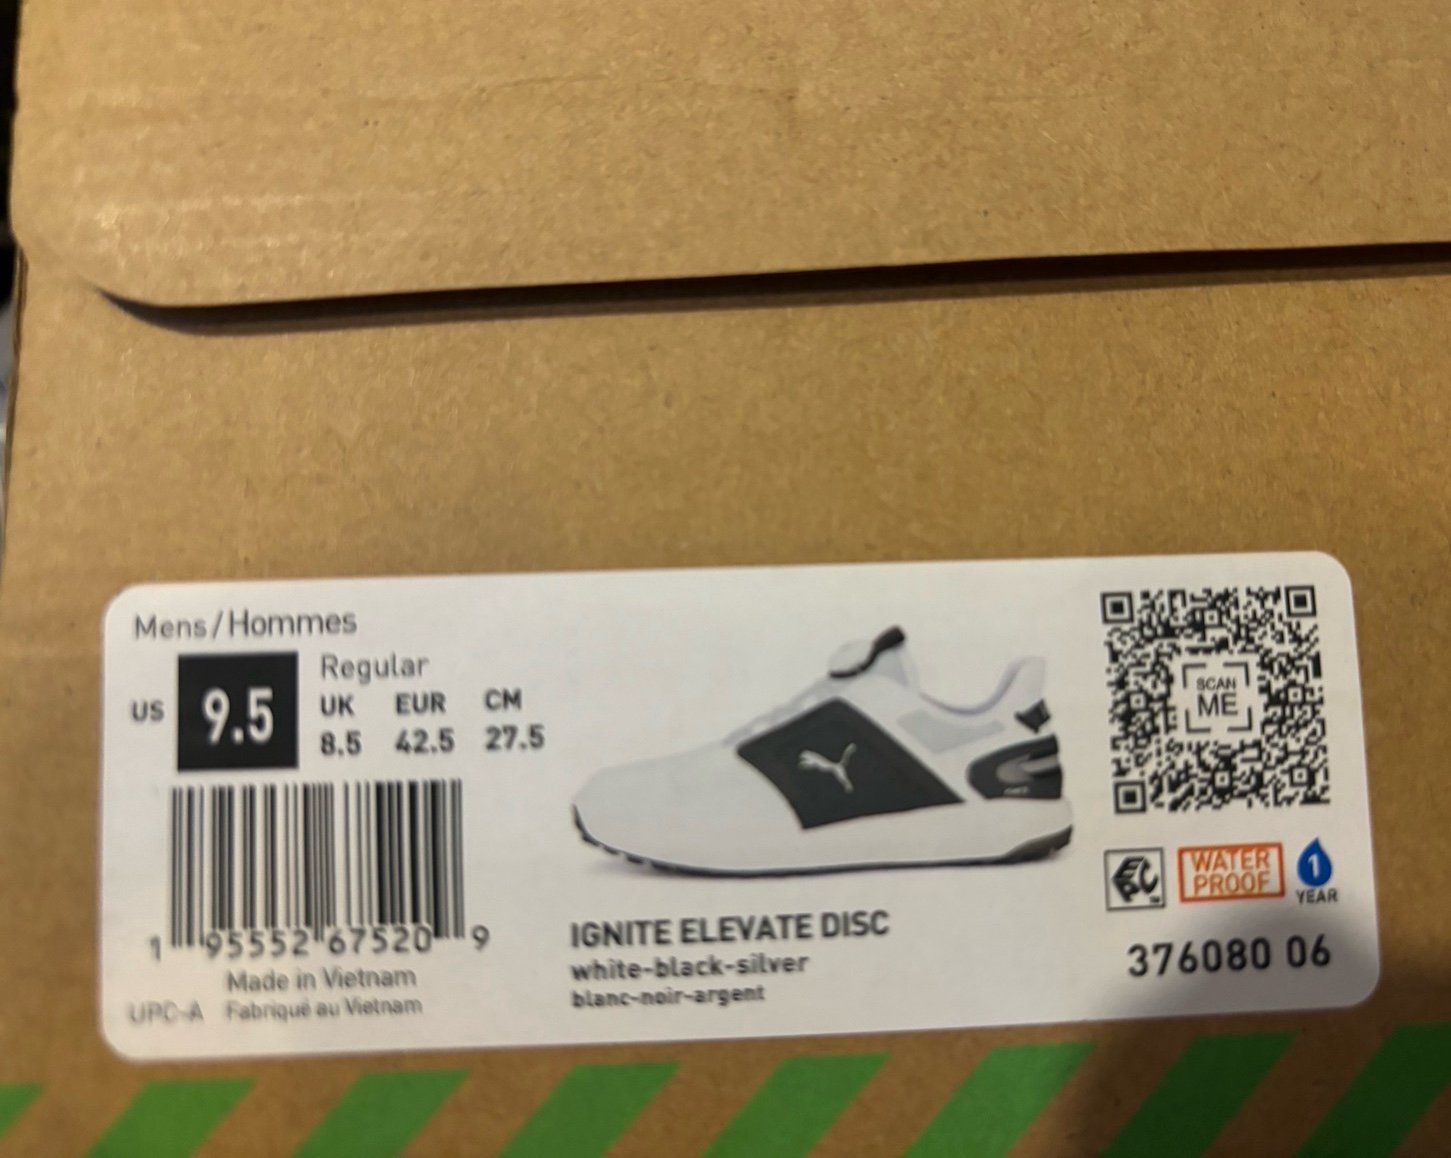 Mens/Hommes
Regular
US 9.5
UK EUR CM
8.5 42.5 27.5
1 95552 67520 9
Made in Vietnam
UPC-A Fabriqué au Vietnam
IGNITE ELEVATE DISC
white-black-silver
blanc-noir-argent
SCAN
ME
WATER
PROOF
1
YEAR
376080 06